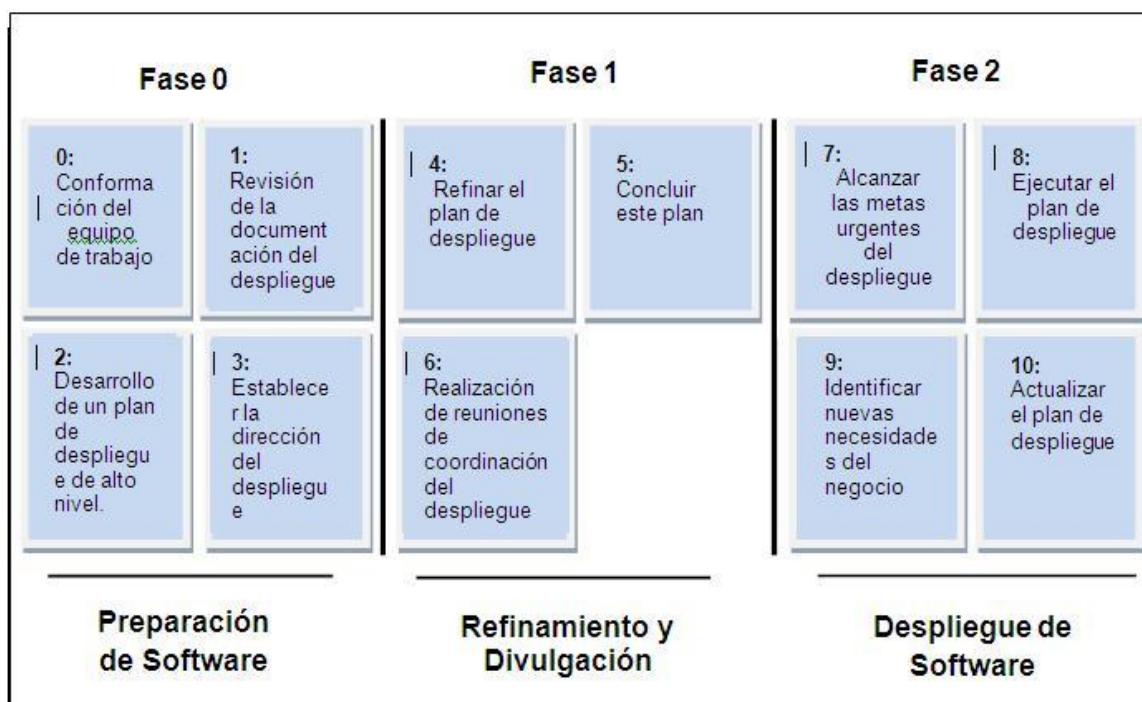 Fase 0
Fase 1
Fase 2
0:
Conforma
ción del
equipo
de trabajo
1:
Revisión
de la
document
ación del
despliegue
2:
Desarrollo
de un plan
de
despliegu
e de alto
nivel.
3:
Establece
r la
dirección
del
despliegu
e
4:
Refinar el
plan de
despliegue
5:
Concluir
este plan
6:
Realización
de reuniones
de
coordinación
del
despliegue
7:
Alcanzar
las metas
urgentes
del
despliegue
8:
Ejecutar el
plan de
despliegue
9:
Identificar
nuevas
necesidade
s del
negocio
10:
Actualizar
el plan de
despliegue
Preparación
de Software
Refinamiento y
Divulgación
Despliegue de
Software